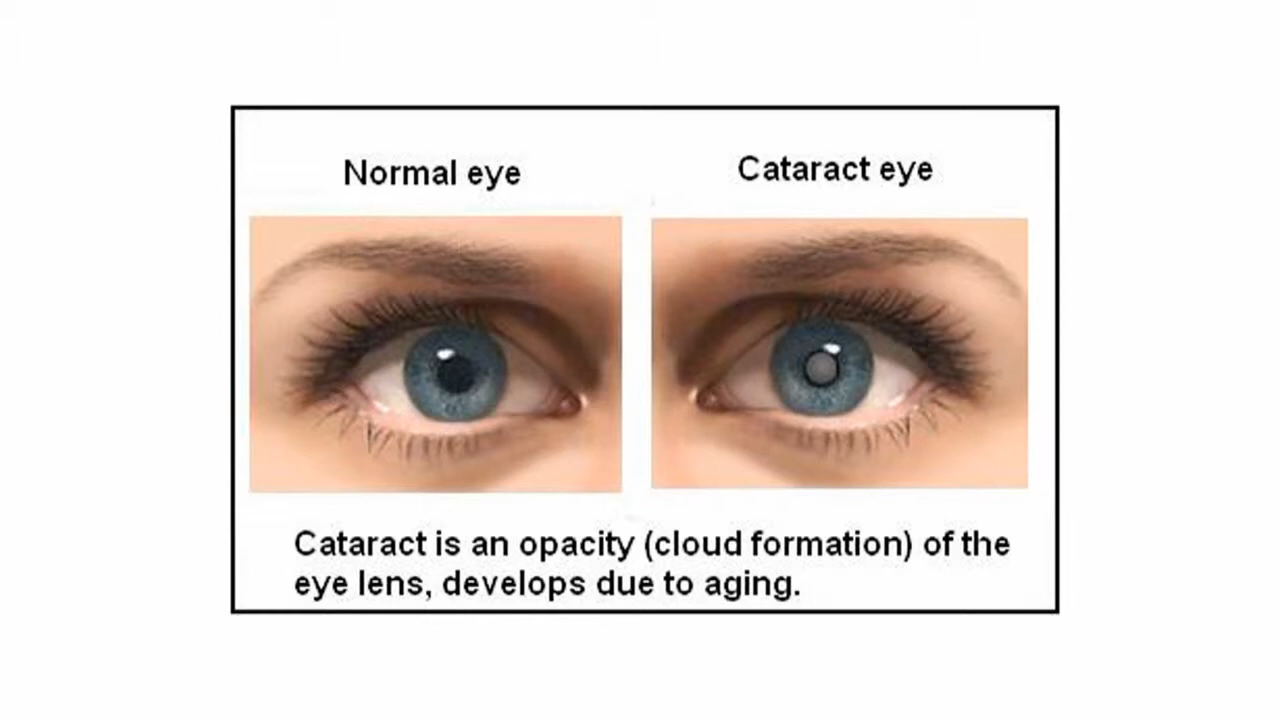 Normal eye
Cataract eye
Cataract is an opacity (cloud formation) of the
eye lens, develops due to aging.